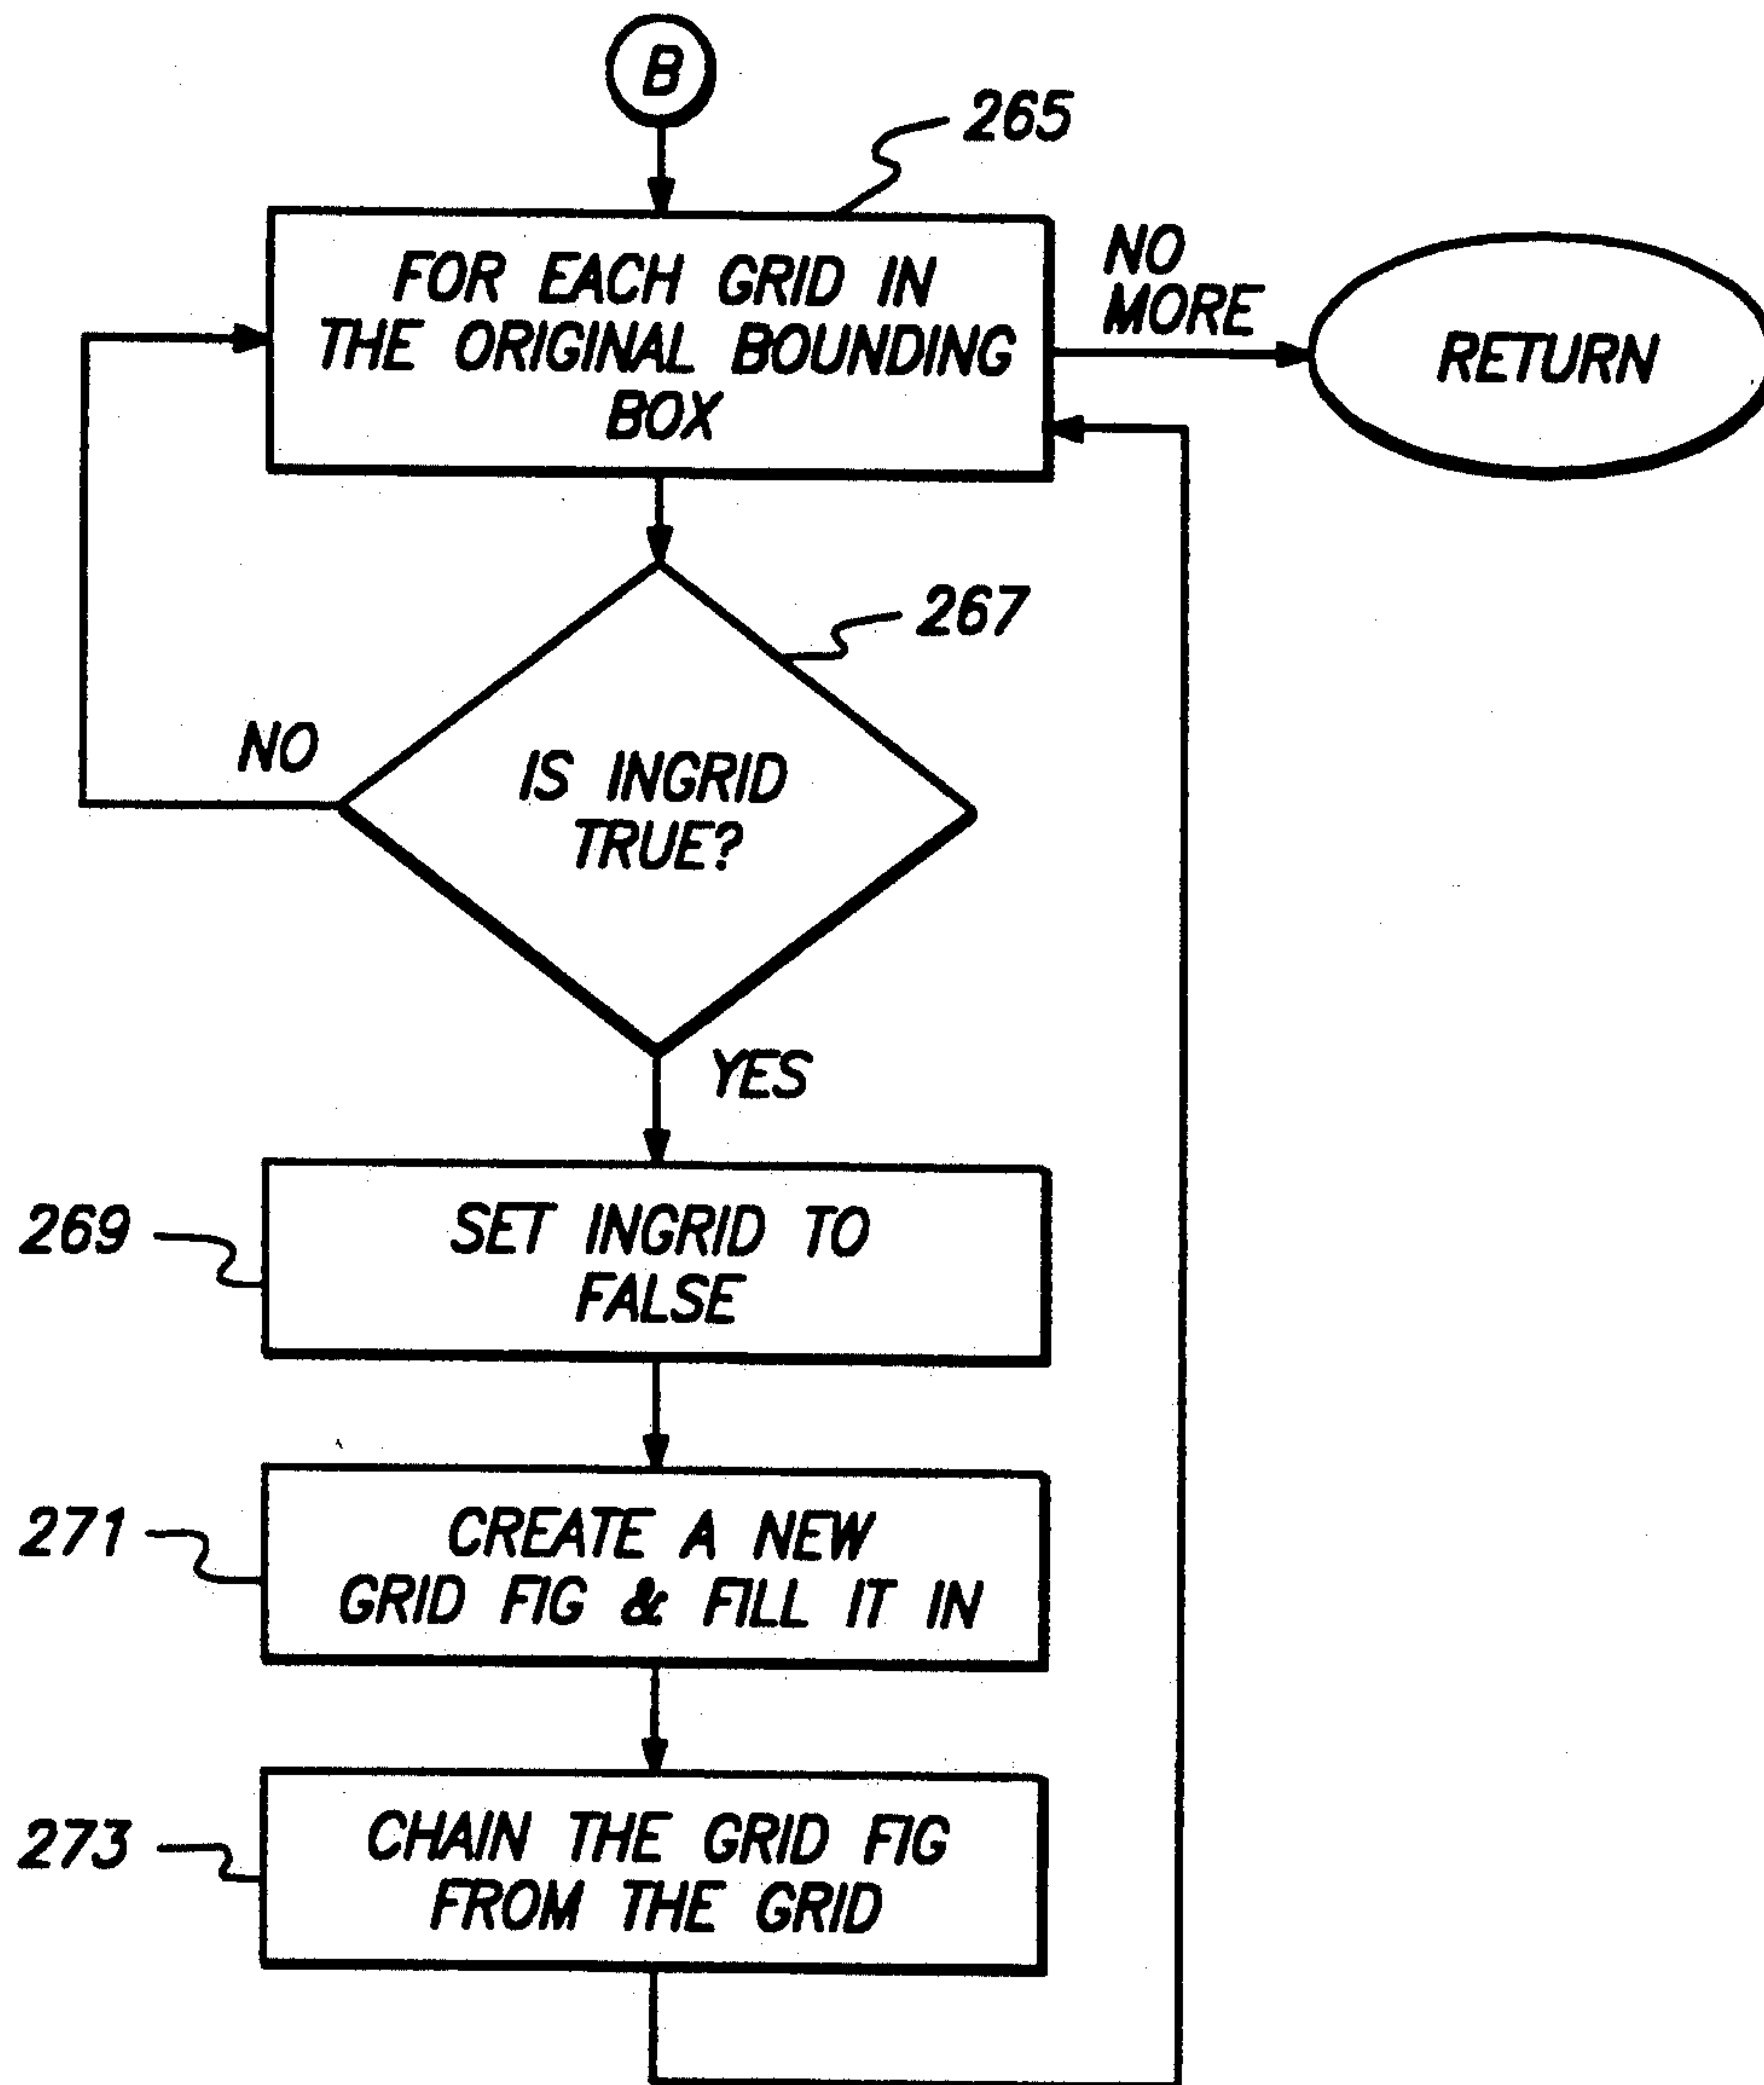 B
265
FOR EACH GRID IN
THE ORIGINAL BOUNDING
BOX
NO
MORE
RETURN
267
IS INGRID
TRUE?
NO
YES
269
SET INGRID TO
FALSE
271
CREATE A NEW
GRID FIG & FILL IT IN
273
CHAIN THE GRID FIG
FROM THE GRID